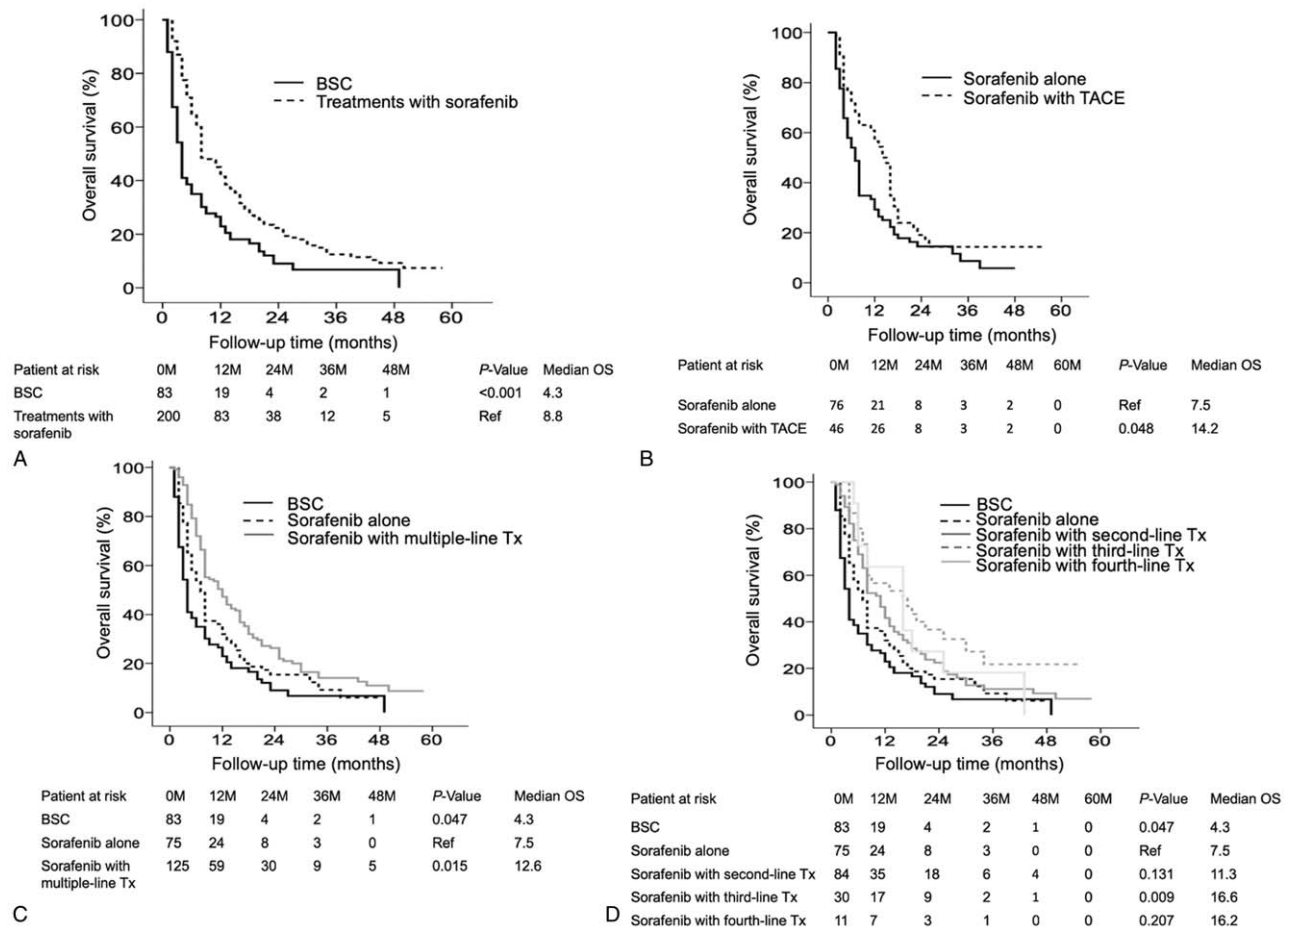 100
80
60
40
20
0
Overall survival (%)
BSC
Treatments with sorafenib
0 12 24 36 48 60
Follow-up time (months)
Patient at risk 0M 12M 24M 36M 48M P-Value Median OS
BSC 83 19 4 2 1 <0.001 4.3
Treatments with 200 83 38 12 5 Ref 8.8
sorafenib
A
100
80
60
40
20
0
Overall survival (%)
Sorafenib alone
Sorafenib with TACE
0 12 24 36 48 60
Follow-up time (months)
Patient at risk 0M 12M 24M 36M 48M 60M P-Value Median OS
Sorafenib alone 76 21 8 3 2 0 Ref 7.5
Sorafenib with TACE 46 26 8 3 2 0 0.048 14.2
B
100
80
60
40
20
0
Overall survival (%)
BSC
Sorafenib alone
Sorafenib with multiple-line Tx
0 12 24 36 48 60
Follow-up time (months)
Patient at risk 0M 12M 24M 36M 48M P-Value Median OS
BSC 83 19 4 2 1 0.047 4.3
Sorafenib alone 75 24 8 3 0 Ref 7.5
Sorafenib with 125 59 30 9 5 0.015 12.6
multiple-line Tx
C
100
80
60
40
20
0
Overall survival (%)
BSC
Sorafenib alone
Sorafenib with second-line Tx
Sorafenib with third-line Tx
Sorafenib with fourth-line Tx
0 12 24 36 48 60
Follow-up time (months)
Patient at risk 0M 12M 24M 36M 48M 60M P-Value Median OS
BSC 83 19 4 2 1 0 0.047 4.3
Sorafenib alone 75 24 8 3 0 0 Ref 7.5
Sorafenib with second-line Tx 84 35 18 6 4 0 0.131 11.3
Sorafenib with third-line Tx 30 17 9 2 1 0 0.009 16.6
Sorafenib with fourth-line Tx 11 7 3 1 0 0 0.207 16.2
D